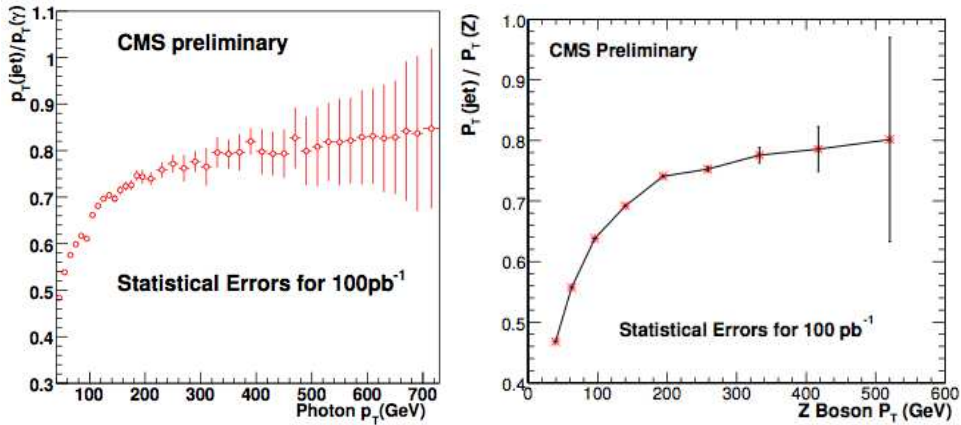 1.1
1
0.9
0.8
0.7
0.6
0.5
0.4
0.3
p_T(jet)/p_T(γ)
CMS preliminary
Statistical Errors for 100pb⁻¹
100 200 300 400 500 600 700
Photon p_T(GeV)
1.0
0.9
0.8
0.7
0.6
0.5
0.4
P_T (jet) / P_T (Z)
CMS Preliminary
Statistical Errors for 100 pb⁻¹
0 100 200 300 400 500 600
Z Boson P_T (GeV)